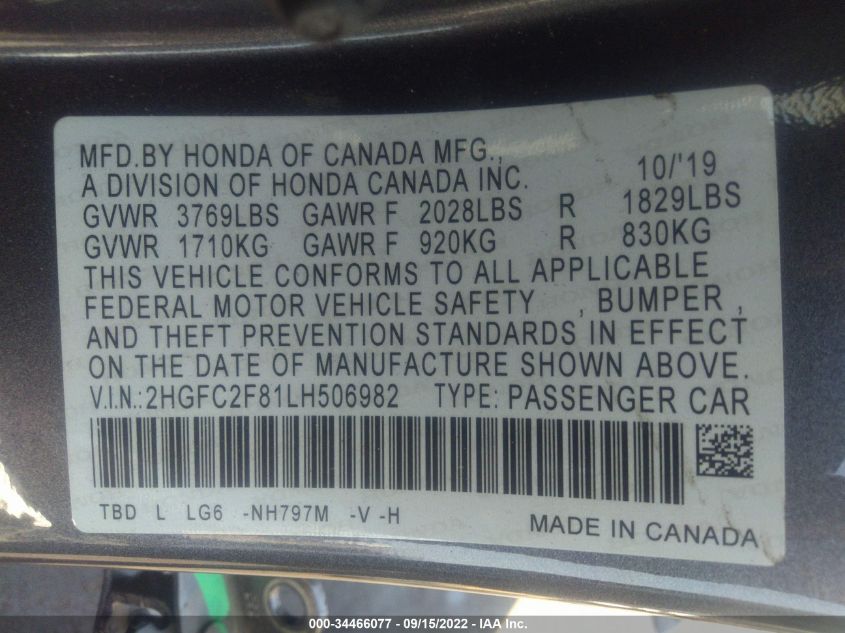 MFD.BY HONDA OF CANADA MFG.,
A DIVISION OF HONDA CANADA INC. 10/'19
GVWR 3769LBS GAWR F 2028LBS R 1829LBS
GVWR 1710KG GAWR F 920KG R 830KG
THIS VEHICLE CONFORMS TO ALL APPLICABLE
FEDERAL MOTOR VEHICLE SAFETY , BUMPER ,
AND THEFT PREVENTION STANDARDS IN EFFECT
ON THE DATE OF MANUFACTURE SHOWN ABOVE.
V.I.N.: 2HGFC2F81LH506982 TYPE: PASSENGER CAR
TBD L LG6 -NH797M -V -H
MADE IN CANADA
000-34466077 - 09/15/2022 - IAA Inc.